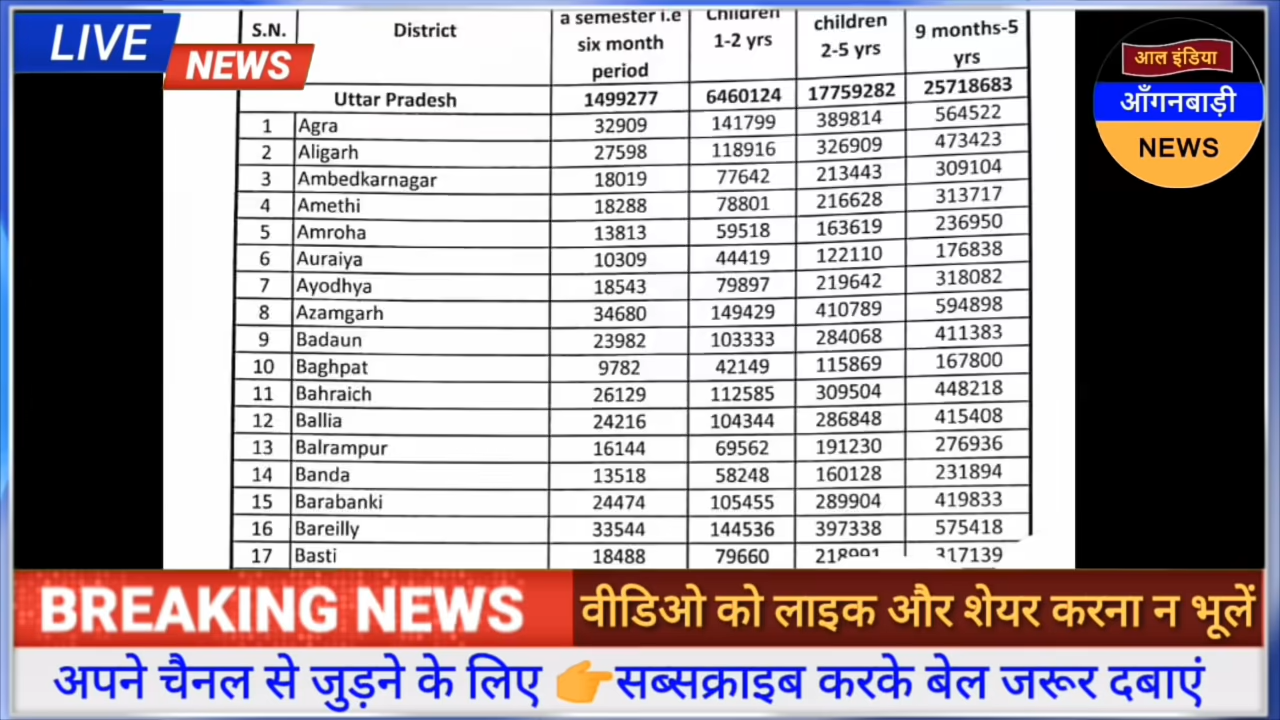 LIVE
NEWS
आल इंडिया
आँगनबाड़ी
NEWS
S.N. District a semester i.e six month period Children 1-2 yrs children 2-5 yrs 9 months-5 yrs
Uttar Pradesh 1499277 6460124 17759282 25718683
1 Agra 32909 141799 389814 564522
2 Aligarh 27598 118916 326909 473423
3 Ambedkarnagar 18019 77642 213443 309104
4 Amethi 18288 78801 216628 313717
5 Amroha 13813 59518 163619 236950
6 Auraiya 10309 44419 122110 176838
7 Ayodhya 18543 79897 219642 318082
8 Azamgarh 34680 149429 410789 594898
9 Badaun 23982 103333 284068 411383
10 Baghpat 9782 42149 115869 167800
11 Bahraich 26129 112585 309504 448218
12 Ballia 24216 104344 286848 415408
13 Balrampur 16144 69562 191230 276936
14 Banda 13518 58248 160128 231894
15 Barabanki 24474 105455 289904 419833
16 Bareilly 33544 144536 397338 575418
17 Basti 18488 79660 218991 317139
BREAKING NEWS
वीडिओ को लाइक और शेयर करना न भूलें
अपने चैनल से जुड़ने के लिए 👉सब्सक्राइब करके बेल जरूर दबाएं